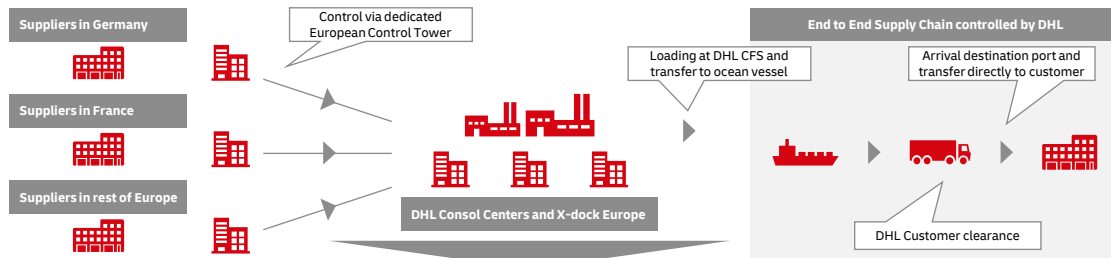 Suppliers in Germany
Control via dedicated
European Control Tower
End to End Supply Chain controlled by DHL
Loading at DHL CFS and
transfer to ocean vessel
Arrival destination port and
transfer directly to customer
Suppliers in France
Suppliers in rest of Europe
DHL Consol Centers and X-dock Europe
DHL Customer clearance